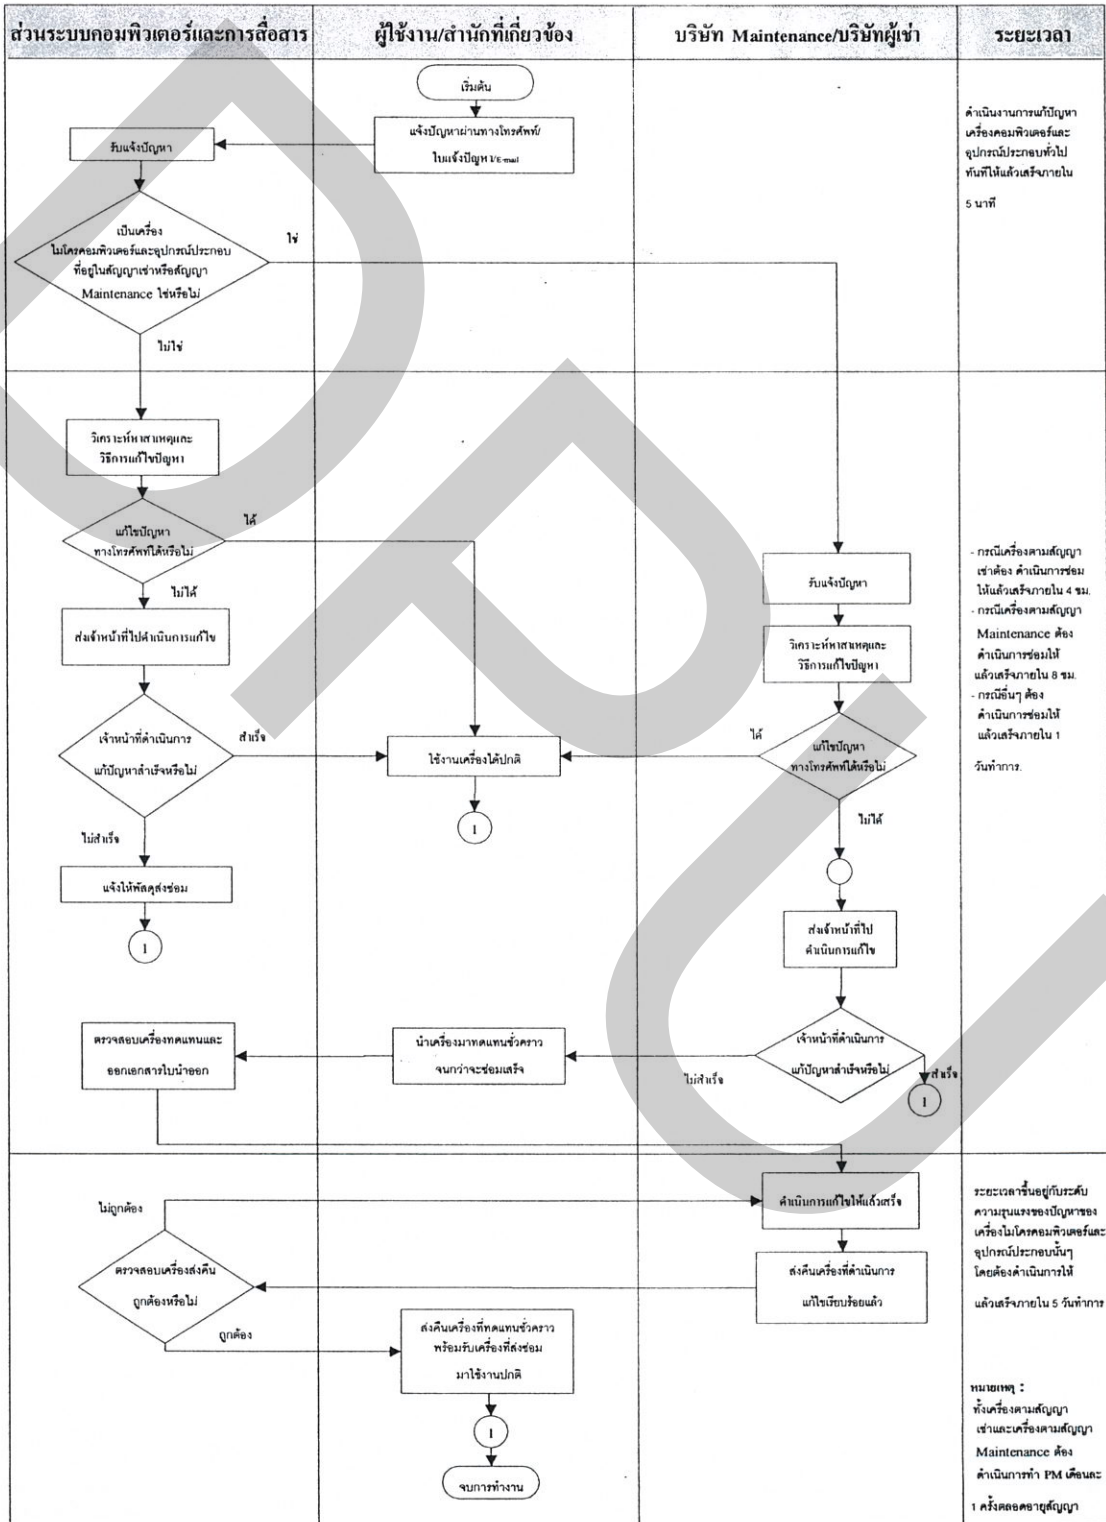 ส่วนระบบคอมพิวเตอร์และการสื่อสาร
ผู้ใช้งาน/สำนักที่เกี่ยวข้อง
บริษัท Maintenance/บริษัทผู้เช่า
ระยะเวลา
เริ่มต้น
แจ้งปัญหาผ่านทางโทรศัพท์/
ใบแจ้งปัญหา/E-mail
รับแจ้งปัญหา
เป็นเครื่อง
ไมโครคอมพิวเตอร์และอุปกรณ์ประกอบ
ที่อยู่ในสัญญาเช่าหรือสัญญา
Maintenance ใช่หรือไม่
ใช่
ไม่ใช่
ดำเนินงานการแก้ปัญหา
เครื่องคอมพิวเตอร์และ
อุปกรณ์ประกอบทั่วไป
ทันทีให้แล้วเสร็จภายใน
5 นาที
วิเคราะห์หาสาเหตุและ
วิธีการแก้ไขปัญหา
แก้ไขปัญหา
ทางโทรศัพท์ได้หรือไม่
ได้
ไม่ได้
ส่งเจ้าหน้าที่ไปดำเนินการแก้ไข
เจ้าหน้าที่ดำเนินการ
แก้ปัญหาสำเร็จหรือไม่
สำเร็จ
ไม่สำเร็จ
แจ้งให้พัสดุส่งซ่อม
1
ใช้งานเครื่องได้ปกติ
1
รับแจ้งปัญหา
วิเคราะห์หาสาเหตุและ
วิธีการแก้ไขปัญหา
แก้ไขปัญหา
ทางโทรศัพท์ได้หรือไม่
ได้
ไม่ได้
ส่งเจ้าหน้าที่ไป
ดำเนินการแก้ไข
เจ้าหน้าที่ดำเนินการ
แก้ปัญหาสำเร็จหรือไม่
ไม่สำเร็จ
สำเร็จ
1
- กรณีเครื่องตามสัญญา
เช่าต้อง ดำเนินการซ่อม
ให้แล้วเสร็จภายใน 4 ชม.
- กรณีเครื่องตามสัญญา
Maintenance ต้อง
ดำเนินการซ่อมให้
แล้วเสร็จภายใน 8 ชม.
- กรณีอื่นๆ ต้อง
ดำเนินการซ่อมให้
แล้วเสร็จภายใน 1
วันทำการ.
นำเครื่องมาทดแทนชั่วคราว
จนกว่าจะซ่อมเสร็จ
ตรวจสอบเครื่องทดแทนและ
ออกเอกสารใบนำออก
ดำเนินการแก้ไขให้แล้วเสร็จ
ส่งคืนเครื่องที่ดำเนินการ
แก้ไขเรียบร้อยแล้ว
ไม่ถูกต้อง
ตรวจสอบเครื่องส่งคืน
ถูกต้องหรือไม่
ถูกต้อง
ส่งคืนเครื่องที่ทดแทนชั่วคราว
พร้อมรับเครื่องที่ส่งซ่อม
มาใช้งานปกติ
1
จบการทำงาน
ระยะเวลาขึ้นอยู่กับระดับ
ความรุนแรงของปัญหาของ
เครื่องไมโครคอมพิวเตอร์และ
อุปกรณ์ประกอบนั้นๆ
โดยต้องดำเนินการให้
แล้วเสร็จภายใน 5 วันทำการ
หมายเหตุ :
ทั้งเครื่องตามสัญญา
เช่าและเครื่องตามสัญญา
Maintenance ต้อง
ดำเนินการทำ PM เดือนละ
1 ครั้งตลอดอายุสัญญา
DPU